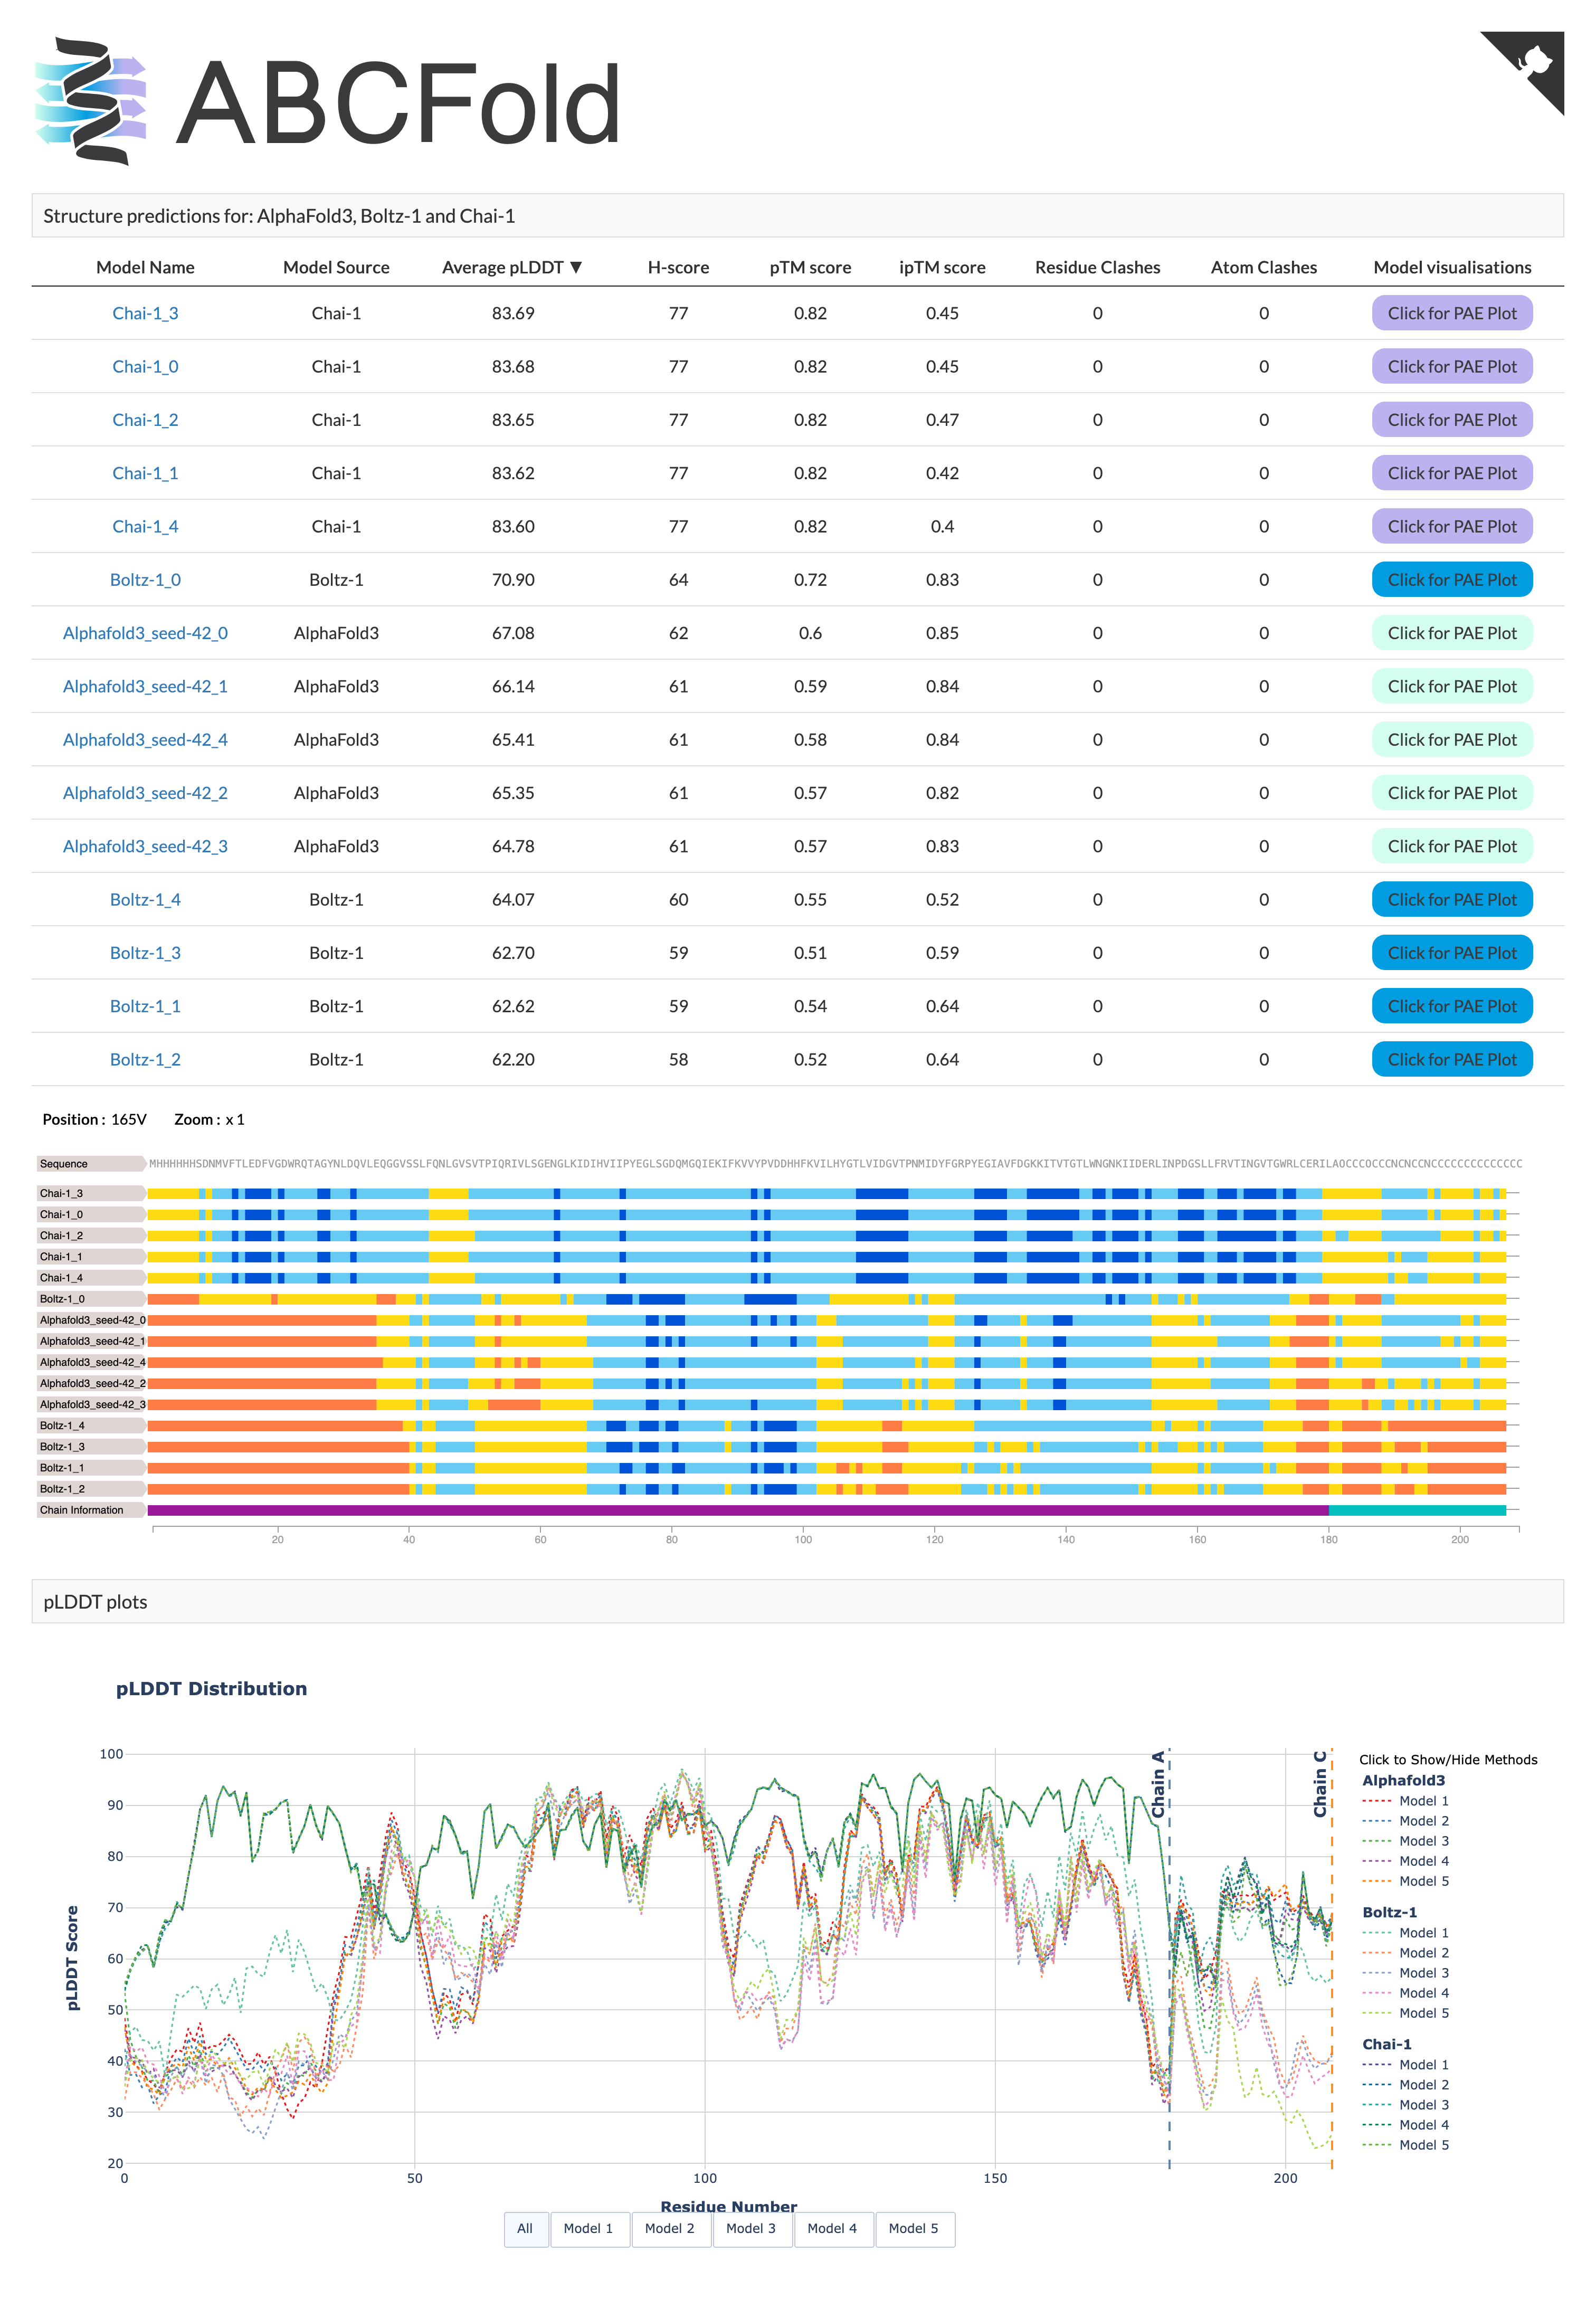 ABCFold
Structure predictions for: AlphaFold3, Boltz-1 and Chai-1
Model Name Model Source Average pLDDT ▼ H-score pTM score ipTM score Residue Clashes Atom Clashes Model visualisations
Chai-1_3 Chai-1 83.69 77 0.82 0.45 0 0 Click for PAE Plot
Chai-1_0 Chai-1 83.68 77 0.82 0.45 0 0 Click for PAE Plot
Chai-1_2 Chai-1 83.65 77 0.82 0.47 0 0 Click for PAE Plot
Chai-1_1 Chai-1 83.62 77 0.82 0.42 0 0 Click for PAE Plot
Chai-1_4 Chai-1 83.60 77 0.82 0.4 0 0 Click for PAE Plot
Boltz-1_0 Boltz-1 70.90 64 0.72 0.83 0 0 Click for PAE Plot
Alphafold3_seed-42_0 AlphaFold3 67.08 62 0.6 0.85 0 0 Click for PAE Plot
Alphafold3_seed-42_1 AlphaFold3 66.14 61 0.59 0.84 0 0 Click for PAE Plot
Alphafold3_seed-42_4 AlphaFold3 65.41 61 0.58 0.84 0 0 Click for PAE Plot
Alphafold3_seed-42_2 AlphaFold3 65.35 61 0.57 0.82 0 0 Click for PAE Plot
Alphafold3_seed-42_3 AlphaFold3 64.78 61 0.57 0.83 0 0 Click for PAE Plot
Boltz-1_4 Boltz-1 64.07 60 0.55 0.52 0 0 Click for PAE Plot
Boltz-1_3 Boltz-1 62.70 59 0.51 0.59 0 0 Click for PAE Plot
Boltz-1_1 Boltz-1 62.62 59 0.54 0.64 0 0 Click for PAE Plot
Boltz-1_2 Boltz-1 62.20 58 0.52 0.64 0 0 Click for PAE Plot
Position : 165V Zoom : x 1
Sequence MHHHHHHSDNMVFTLEDFVGDWRQTAGYNLDQVLEQGGVSSLFQNLGVSVTPIQRIVLSGENGLKIDIHVIIPYEGLSGDQMGQIEKIFKVVYPVDDHHFKVILHYGTLVIDGVTPNMIDYFGRPYEGIAVFDGKKITVTGTLWNGNKIIDERLINPDGSLLFRVTINGVTGWRLCERILAOCCCOCCCNCNCCNCCCCCCCCCCCCCC
Chai-1_3
Chai-1_0
Chai-1_2
Chai-1_1
Chai-1_4
Boltz-1_0
Alphafold3_seed-42_0
Alphafold3_seed-42_1
Alphafold3_seed-42_4
Alphafold3_seed-42_2
Alphafold3_seed-42_3
Boltz-1_4
Boltz-1_3
Boltz-1_1
Boltz-1_2
Chain Information
20 40 60 80 100 120 140 160 180 200
pLDDT plots
pLDDT Distribution
pLDDT Score
100
90
80
70
60
50
40
30
20
0 50 100 150 200
Residue Number
Chain A
Chain C
Click to Show/Hide Methods
Alphafold3
Model 1
Model 2
Model 3
Model 4
Model 5
Boltz-1
Model 1
Model 2
Model 3
Model 4
Model 5
Chai-1
Model 1
Model 2
Model 3
Model 4
Model 5
All Model 1 Model 2 Model 3 Model 4 Model 5